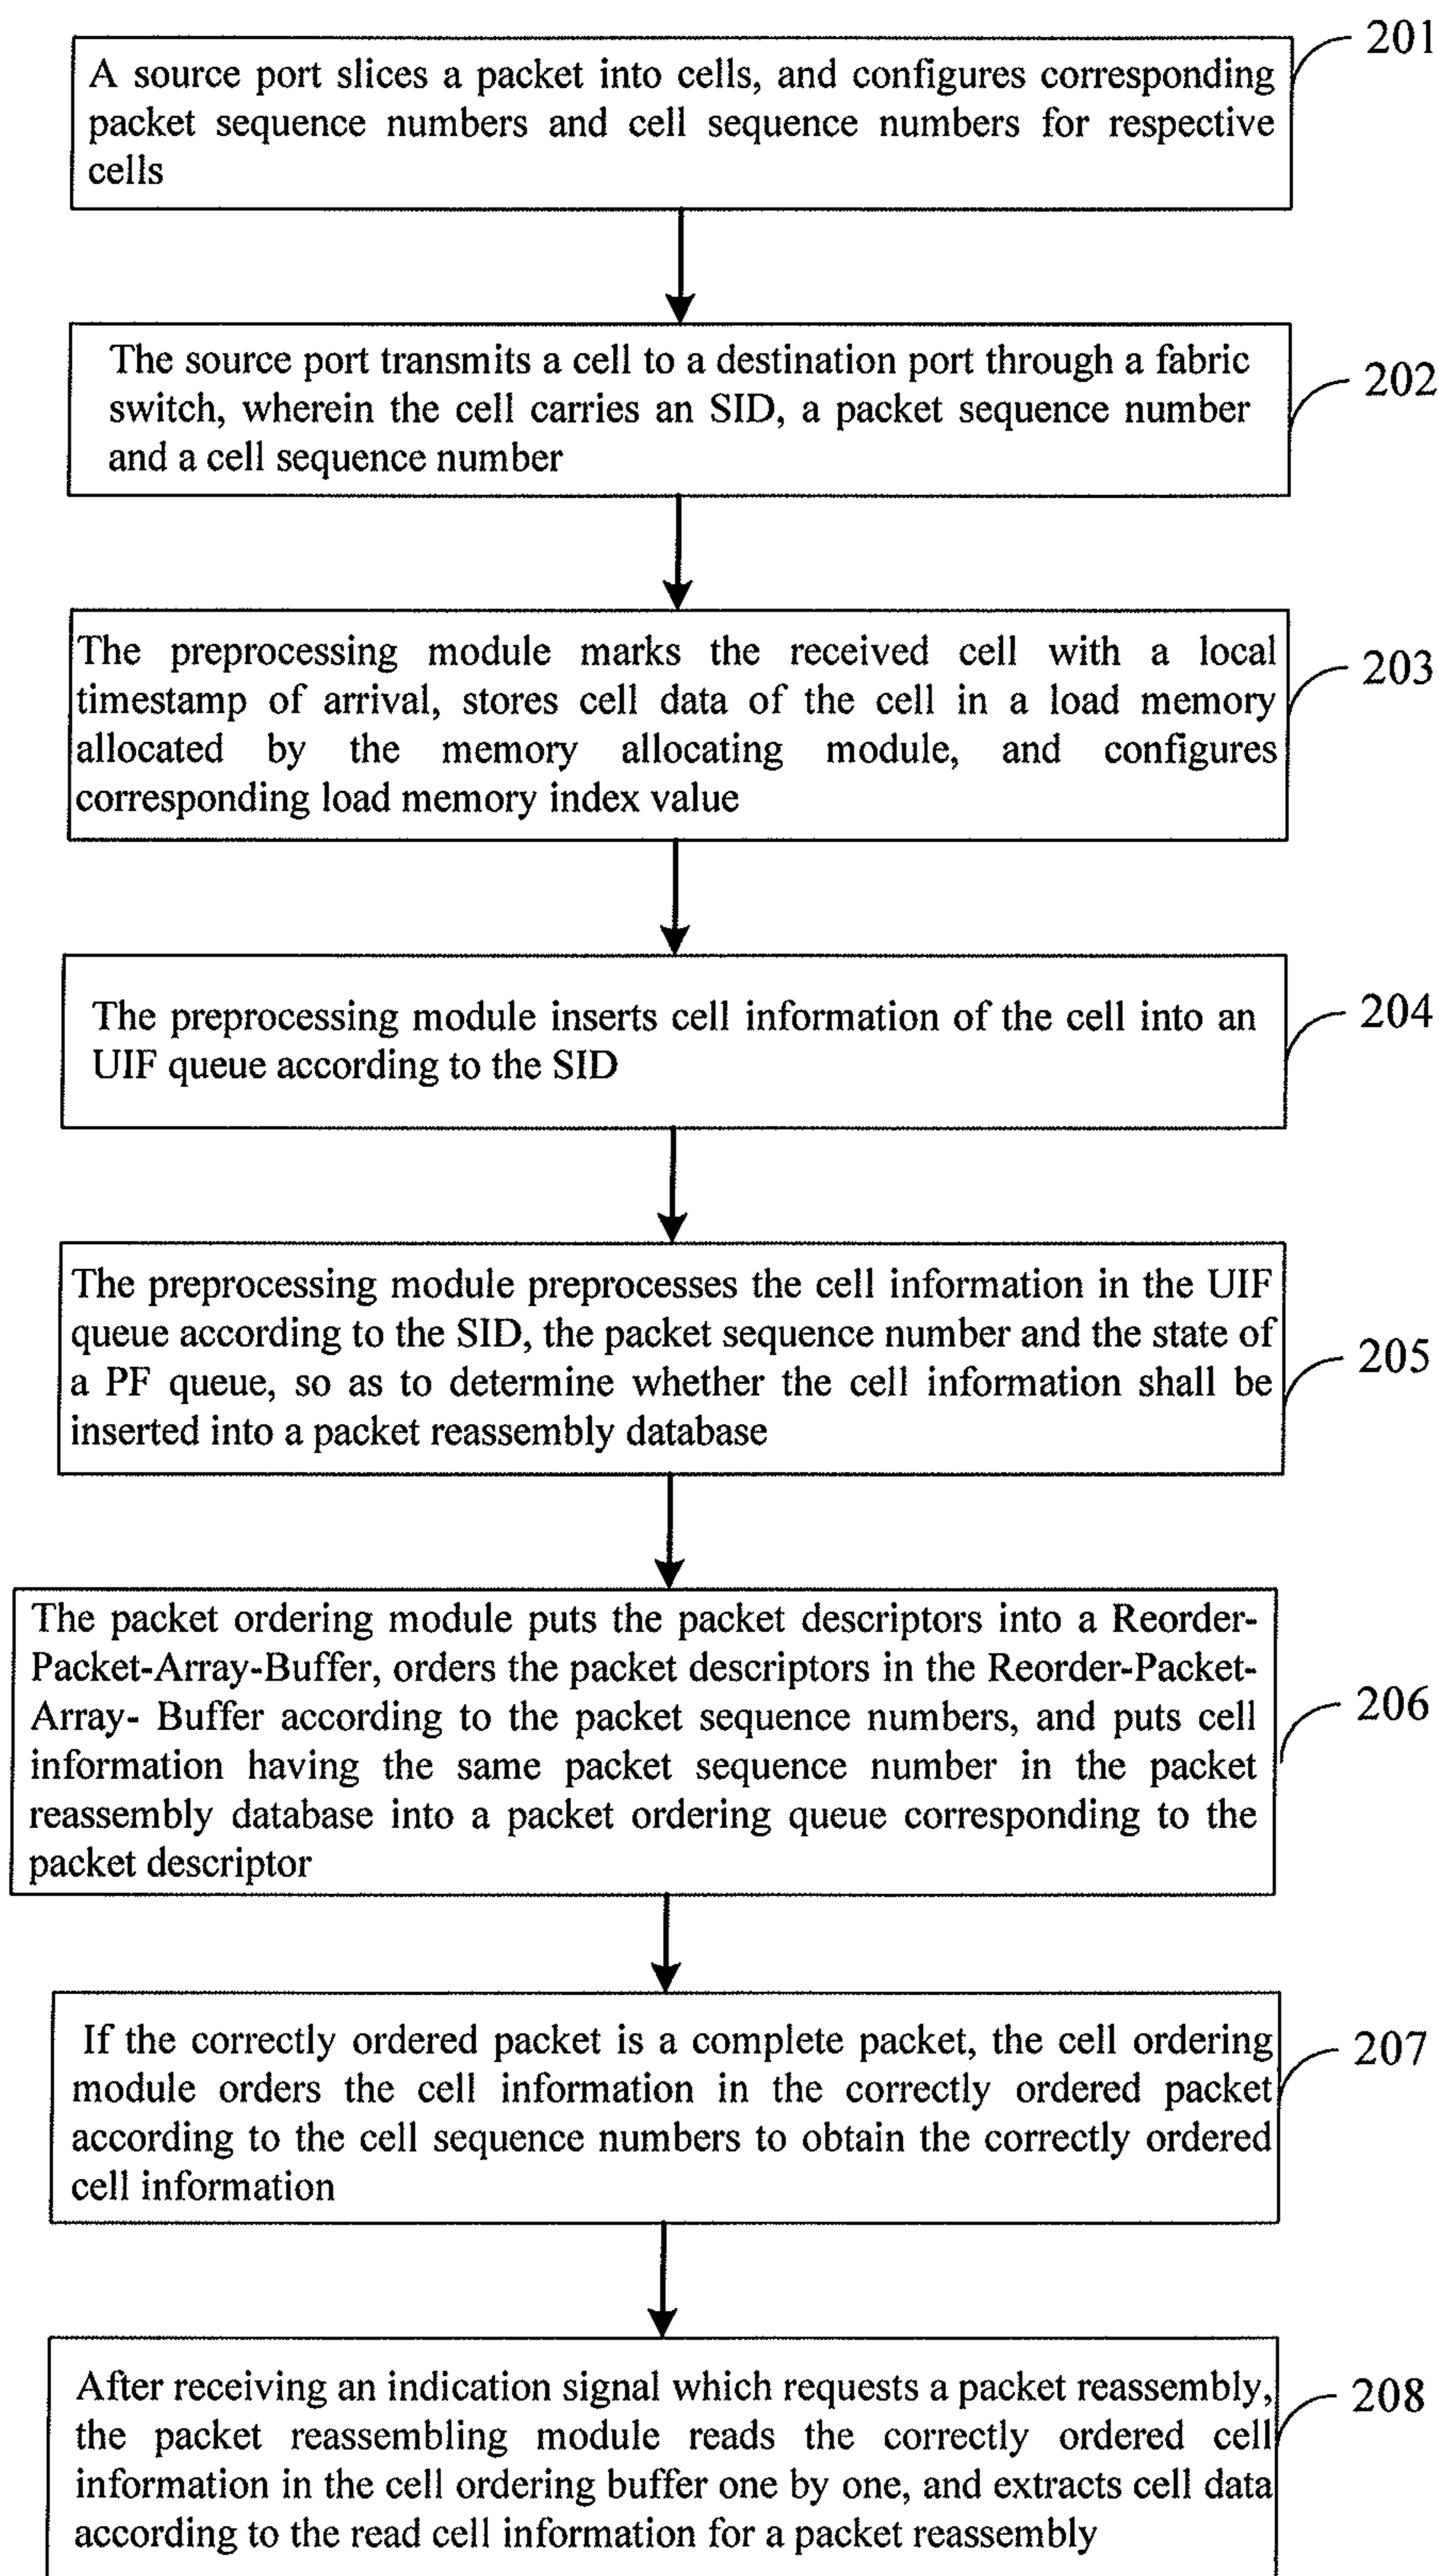 201
A source port slices a packet into cells, and configures corresponding
packet sequence numbers and cell sequence numbers for respective
cells
202
The source port transmits a cell to a destination port through a fabric
switch, wherein the cell carries an SID, a packet sequence number
and a cell sequence number
203
The preprocessing module marks the received cell with a local
timestamp of arrival, stores cell data of the cell in a load memory
allocated by the memory allocating module, and configures
corresponding load memory index value
204
The preprocessing module inserts cell information of the cell into an
UIF queue according to the SID
205
The preprocessing module preprocesses the cell information in the UIF
queue according to the SID, the packet sequence number and the state of
a PF queue, so as to determine whether the cell information shall be
inserted into a packet reassembly database
206
The packet ordering module puts the packet descriptors into a Reorder-
Packet-Array-Buffer, orders the packet descriptors in the Reorder-Packet-
Array- Buffer according to the packet sequence numbers, and puts cell
information having the same packet sequence number in the packet
reassembly database into a packet ordering queue corresponding to the
packet descriptor
207
If the correctly ordered packet is a complete packet, the cell ordering
module orders the cell information in the correctly ordered packet
according to the cell sequence numbers to obtain the correctly ordered
cell information
208
After receiving an indication signal which requests a packet reassembly,
the packet reassembling module reads the correctly ordered cell
information in the cell ordering buffer one by one, and extracts cell data
according to the read cell information for a packet reassembly